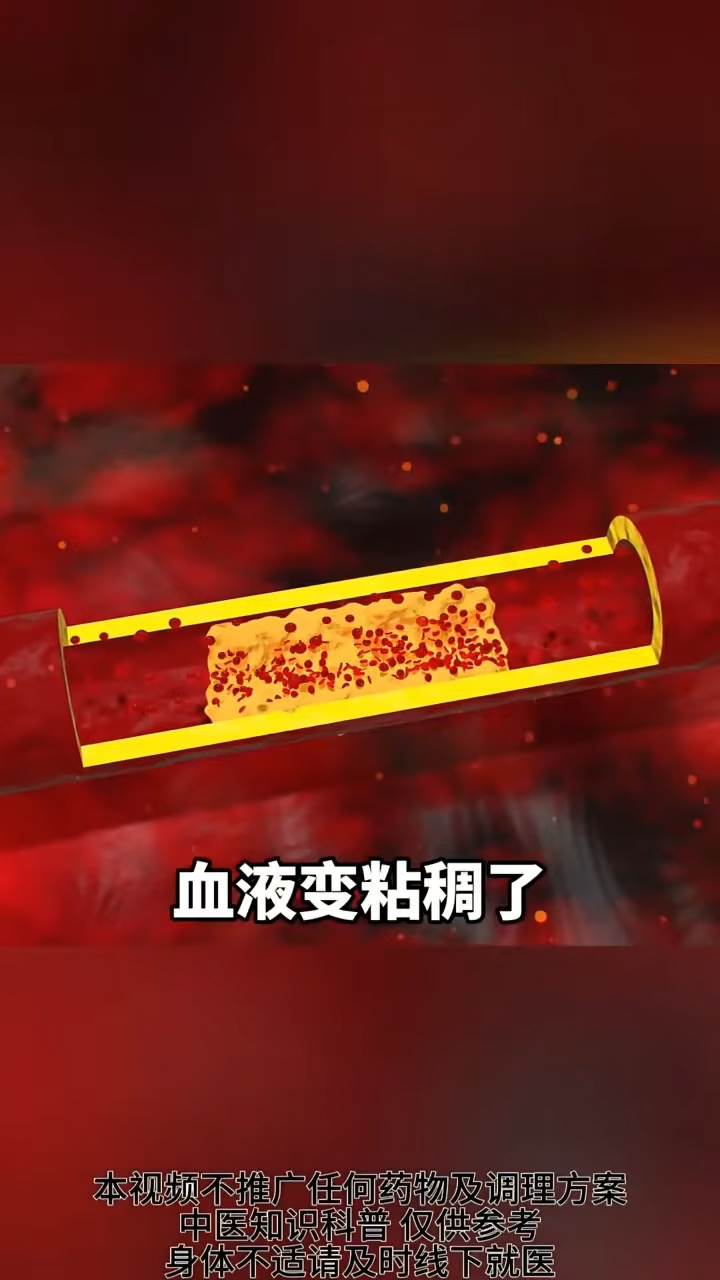 血液变粘稠了
本视频不推广任何药物及调理方案
中医知识科普 仅供参考
身体不适请及时线下就医